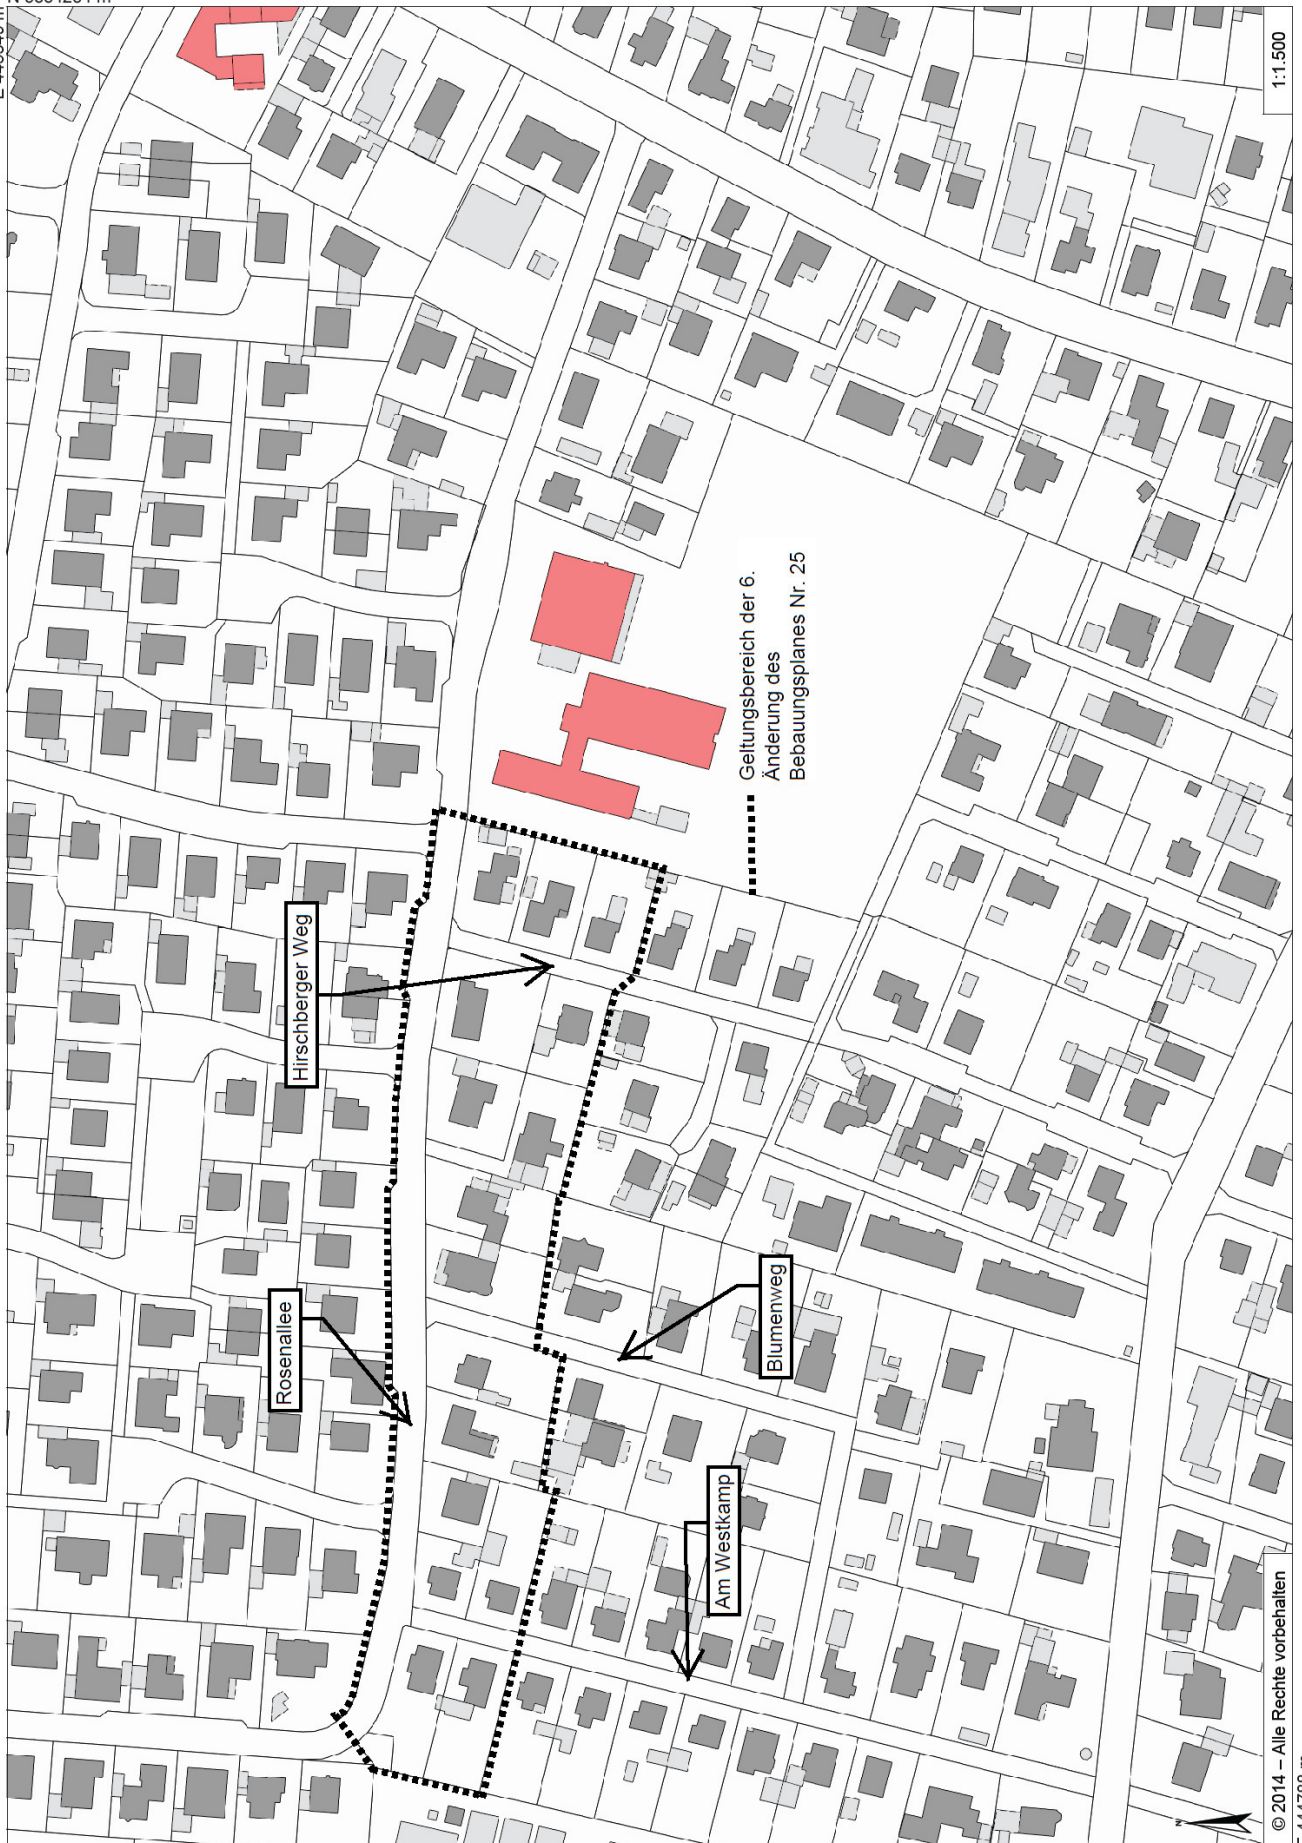 Hirschberger Weg
Rosenallee
Blumenweg
Am Westkamp
Geltungsbereich der 6.
Änderung des
Bebauungsplanes Nr. 25
1:1.500
© 2014 – Alle Rechte vorbehalten
N